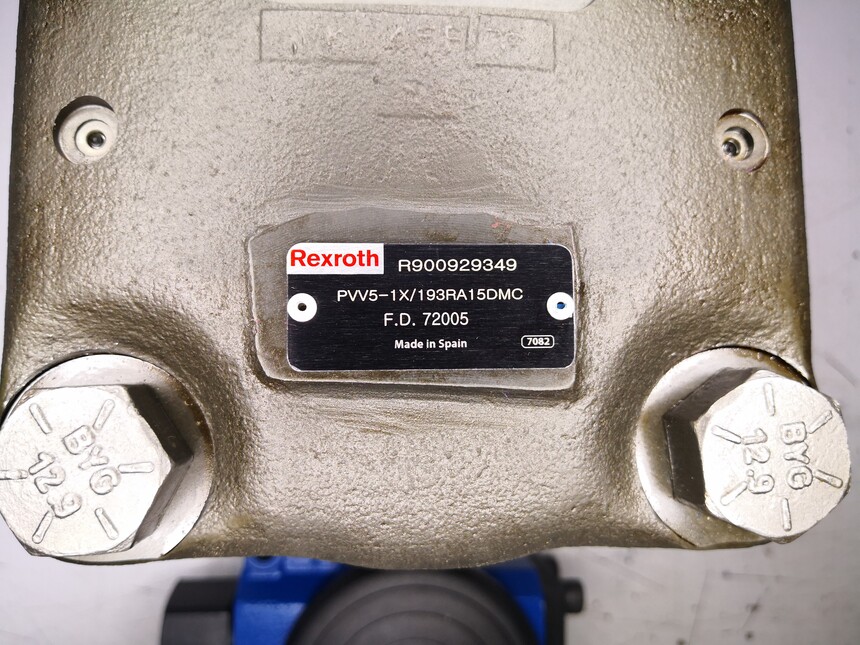 Rexroth
R900929349
PVV5-1X/193RA15DMC
F.D. 72005
Made in Spain
7082
BYG
12.9
BYG
12.9